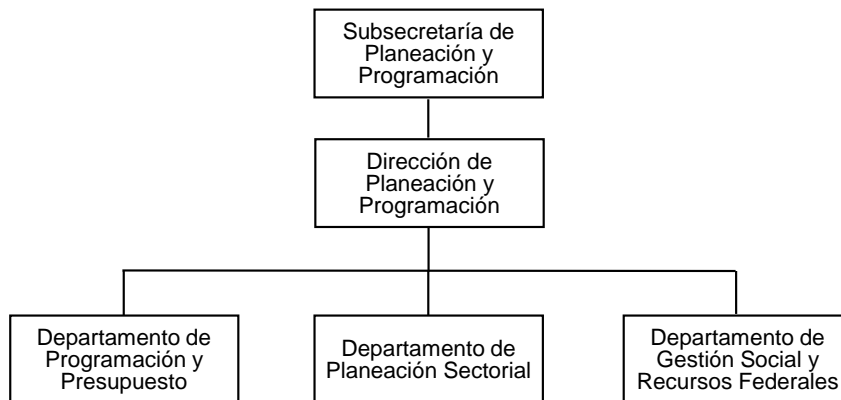 Subsecretaría de
Planeación y
Programación
Dirección de
Planeación y
Programación
Departamento de
Programación y
Presupuesto
Departamento de
Planeación Sectorial
Departamento de
Gestión Social y
Recursos Federales